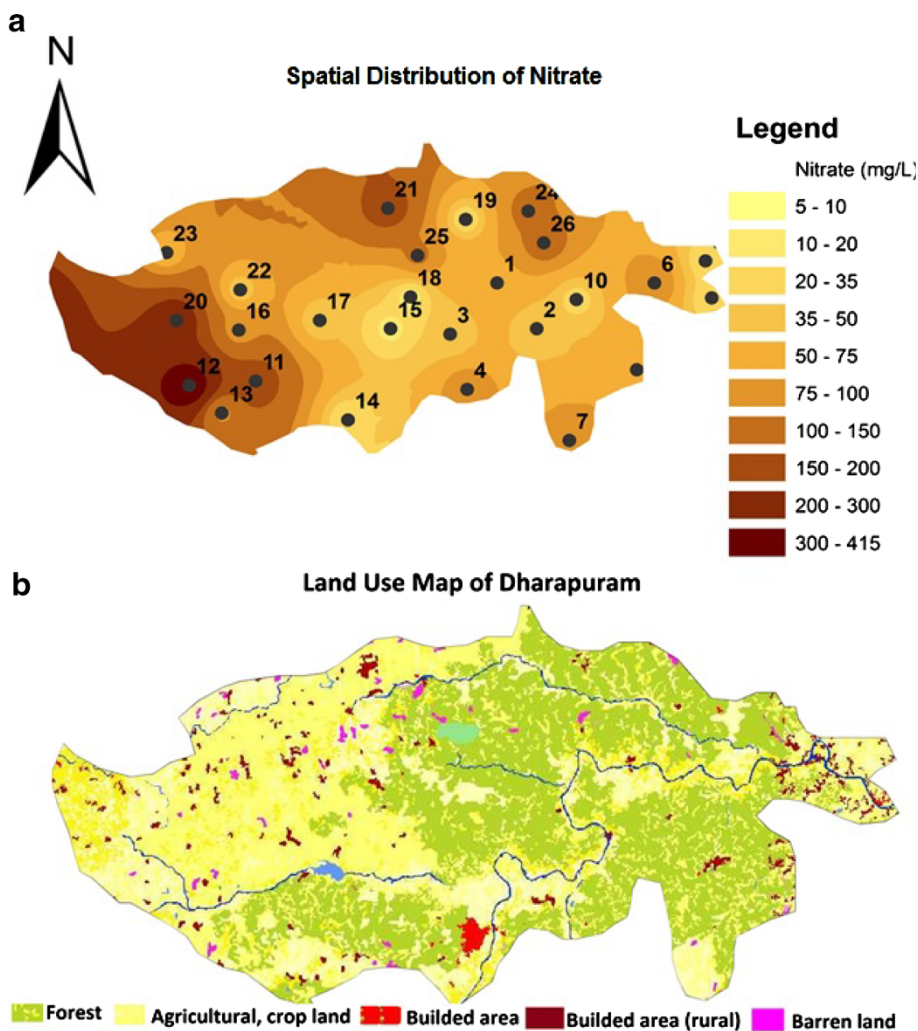 a
N
Spatial Distribution of Nitrate
Legend
Nitrate (mg/L)
5 - 10
10 - 20
20 - 35
35 - 50
50 - 75
75 - 100
100 - 150
150 - 200
200 - 300
300 - 415
21
19
24
26
23
25
22
18
1
10
6
20
16
17
15
3
2
12
11
4
13
14
7
b
Land Use Map of Dharapuram
Forest
Agricultural, crop land
Builded area
Builded area (rural)
Barren land